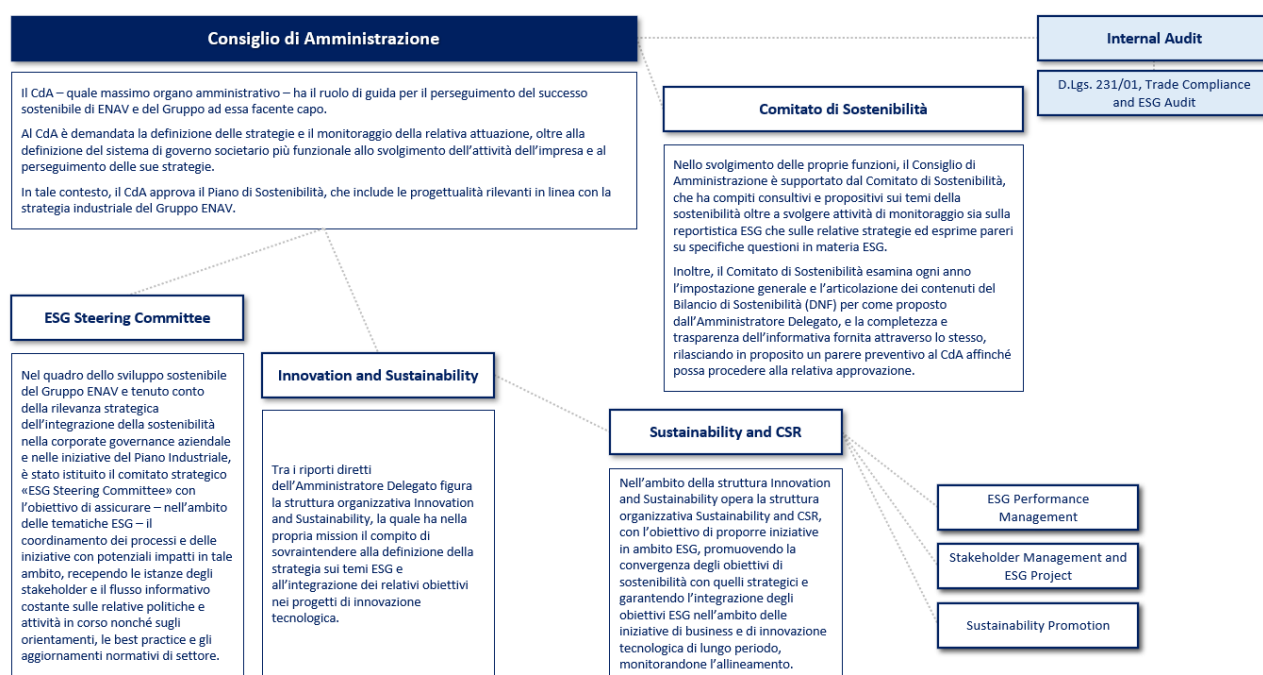 Consiglio di Amministrazione
Il CdA – quale massimo organo amministrativo – ha il ruolo di guida per il perseguimento del successo
sostenibile di ENAV e del Gruppo ad essa facente capo.
Al CdA è demandata la definizione delle strategie e il monitoraggio della relativa attuazione, oltre alla
definizione del sistema di governo societario più funzionale allo svolgimento dell'attività dell'impresa e al
perseguimento delle sue strategie.
In tale contesto, il CdA approva il Piano di Sostenibilità, che include le progettualità rilevanti in linea con la
strategia industriale del Gruppo ENAV.
Internal Audit
D.Lgs. 231/01, Trade Compliance
and ESG Audit
Comitato di Sostenibilità
Nello svolgimento delle proprie funzioni, il Consiglio di
Amministrazione è supportato dal Comitato di Sostenibilità,
che ha compiti consultivi e propositivi sui temi della
sostenibilità oltre a svolgere attività di monitoraggio sia sulla
reportistica ESG che sulle relative strategie ed esprime pareri
su specifiche questioni in materia ESG.
Inoltre, il Comitato di Sostenibilità esamina ogni anno
l'impostazione generale e l'articolazione dei contenuti del
Bilancio di Sostenibilità (DNF) per come proposto
dall'Amministratore Delegato, e la completezza e
trasparenza dell'informativa fornita attraverso lo stesso,
rilasciando in proposito un parere preventivo al CdA affinché
possa procedere alla relativa approvazione.
ESG Steering Committee
Nel quadro dello sviluppo sostenibile
del Gruppo ENAV e tenuto conto
della rilevanza strategica
dell'integrazione della sostenibilità
nella corporate governance aziendale
e nelle iniziative del Piano Industriale,
è stato istituito il comitato strategico
«ESG Steering Committee» con
l'obiettivo di assicurare – nell'ambito
delle tematiche ESG – il
coordinamento dei processi e delle
iniziative con potenziali impatti in tale
ambito, recependo le istanze degli
stakeholder e il flusso informativo
costante sulle relative politiche e
attività in corso nonché sugli
orientamenti, le best practice e gli
aggiornamenti normativi di settore.
Innovation and Sustainability
Tra i riporti diretti
dell'Amministratore Delegato figura
la struttura organizzativa Innovation
and Sustainability, la quale ha nella
propria mission il compito di
sovraintendere alla definizione della
strategia sui temi ESG e
all'integrazione dei relativi obiettivi
nei progetti di innovazione
tecnologica.
Sustainability and CSR
Nell'ambito della struttura Innovation
and Sustainability opera la struttura
organizzativa Sustainability and CSR,
con l'obiettivo di proporre iniziative
in ambito ESG, promuovendo la
convergenza degli obiettivi di
sostenibilità con quelli strategici e
garantendo l'integrazione degli
obiettivi ESG nell'ambito delle
iniziative di business e di innovazione
tecnologica di lungo periodo,
monitorandone l'allineamento.
ESG Performance
Management
Stakeholder Management and
ESG Project
Sustainability Promotion